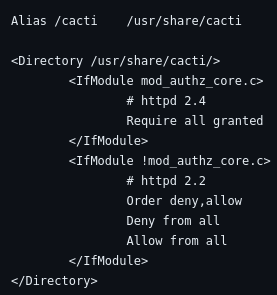 Alias /cacti    /usr/share/cacti

<Directory /usr/share/cacti/>
        <IfModule mod_authz_core.c>
                # httpd 2.4
                Require all granted
        </IfModule>
        <IfModule !mod_authz_core.c>
                # httpd 2.2
                Order deny,allow
                Deny from all
                Allow from all
        </IfModule>
</Directory>